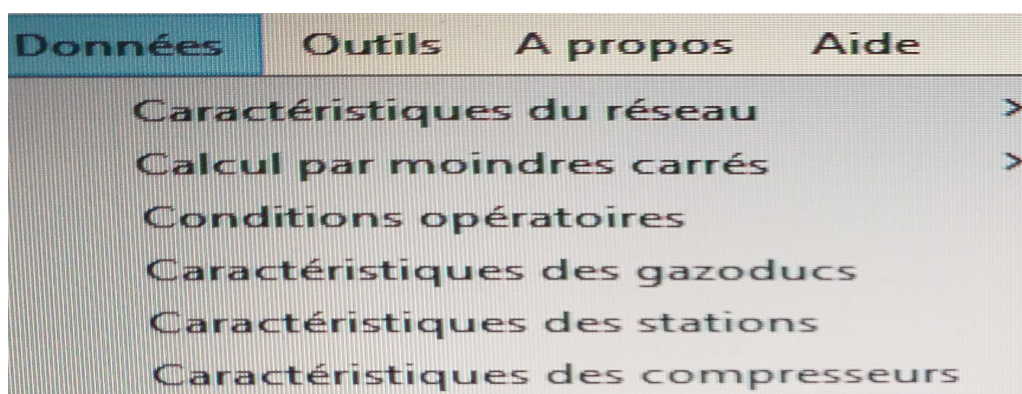 Données Outils A propos Aide
Caractéristiques du réseau >
Calcul par moindres carrés >
Conditions opératoires
Caractéristiques des gazoducs
Caractéristiques des stations
Caractéristiques des compresseurs